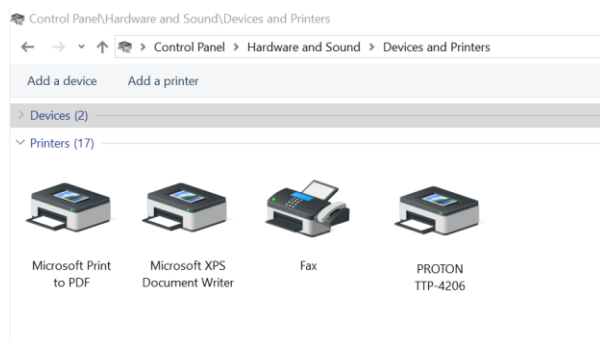 Control Panel\Hardware and Sound\Devices and Printers
Control Panel > Hardware and Sound > Devices and Printers
Add a device Add a printer
Devices (2)
Printers (17)
Microsoft Print
to PDF
Microsoft XPS
Document Writer
Fax
PROTON
TTP-4206